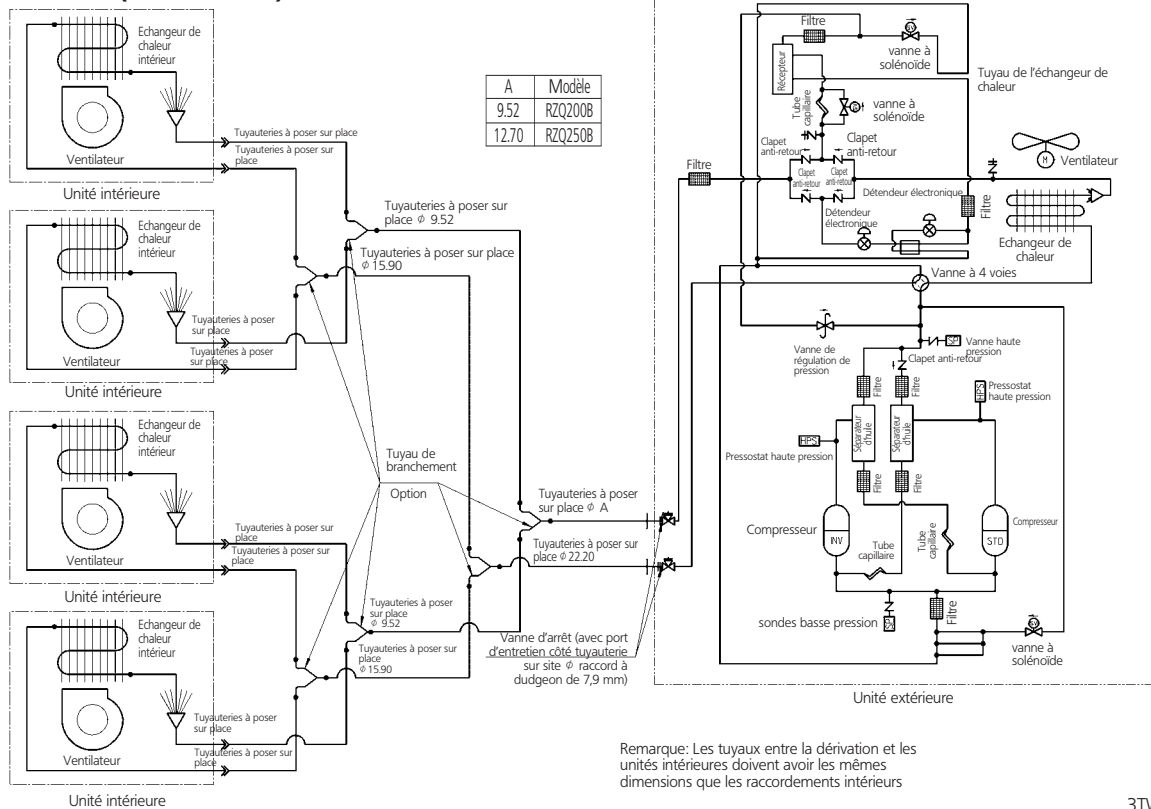 Echangeur de
chaleur
intérieur
Ventilateur
Unité intérieure
Tuyauteries à poser sur place
Tuyauteries à poser sur
place
Echangeur de
chaleur
intérieur
Ventilateur
Unité intérieure
Tuyauteries à poser
sur place
Tuyauteries à poser
sur place
Echangeur de
chaleur
intérieur
Ventilateur
Unité intérieure
Tuyauteries à poser sur
place
Tuyauteries à poser sur
place
Echangeur de
chaleur
intérieur
Ventilateur
Unité intérieure
Tuyauteries à poser
sur place
Tuyauteries à poser sur
place
A Modèle
9.52 RZQ200B
12.70 RZQ250B
Tuyauteries à poser sur
place ϕ 9.52
Tuyauteries à poser sur place
ϕ 15.90
Tuyau de
branchement
Option
Tuyauteries à poser
sur place ϕ A
Tuyauteries à poser sur
place ϕ 22.20
Tuyauteries à poser
sur place
ϕ 9.52
Tuyauteries à poser sur
place
ϕ 15.90
Vanne d'arrêt (avec port
d'entretien côté tuyauterie
sur site ϕ raccord à
dudgeon de 7,9 mm)
Filtre
Filtre
vanne à
solénoïde
Récepteur
Tube
capillaire
vanne à
solénoïde
Tuyau de l'échangeur de
chaleur
Clapet
anti-retour
Clapet
anti-retour
Clapet
anti-retour
Clapet
anti-retour
M
Ventilateur
Détendeur électronique
Détendeur
électronique
Filtre
Echangeur de
chaleur
Vanne à 4 voies
Vanne de
régulation de
pression
SP
Vanne haute
pression
Clapet anti-retour
Filtre
Filtre
HPS
Pressostat
haute pression
HPS
Pressostat haute pression
Séparateur
d'huile
Séparateur
d'huile
Filtre
Filtre
Compresseur
INV
Tube
capillaire
Tube
capillaire
Compresseur
STD
sondes basse pression
SP
Filtre
vanne à
solénoïde
Unité extérieure
Remarque: Les tuyaux entre la dérivation et les
unités intérieures doivent avoir les mêmes
dimensions que les raccordements intérieurs